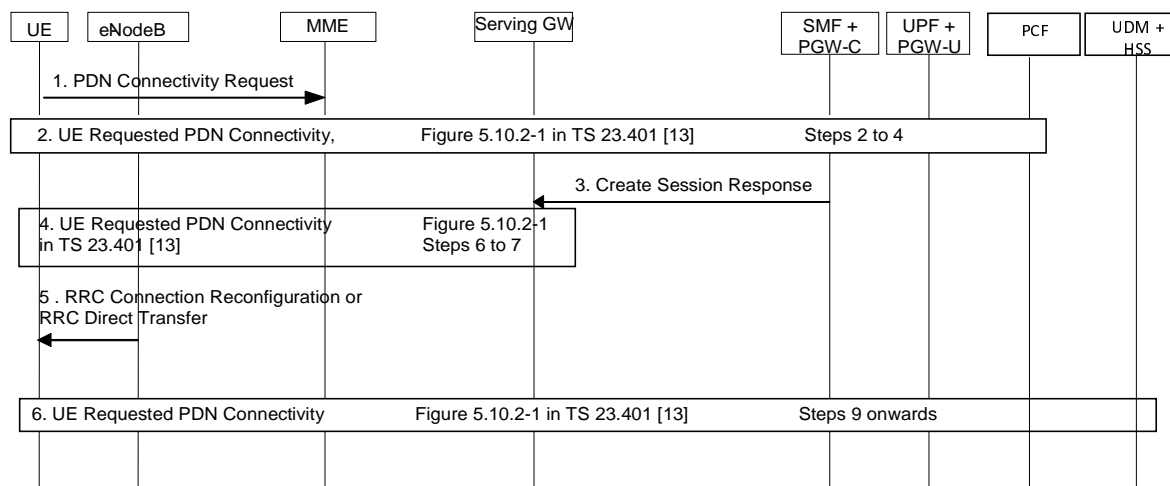 UE
eNodeB
MME
Serving GW
SMF +
PGW-C
UPF +
PGW-U
PCF
UDM +
HSS
1. PDN Connectivity Request
2. UE Requested PDN Connectivity, Figure 5.10.2-1 in TS 23.401 [13] Steps 2 to 4
3. Create Session Response
4. UE Requested PDN Connectivity Figure 5.10.2-1
in TS 23.401 [13] Steps 6 to 7
5 . RRC Connection Reconfiguration or
RRC Direct Transfer
6. UE Requested PDN Connectivity Figure 5.10.2-1 in TS 23.401 [13] Steps 9 onwards